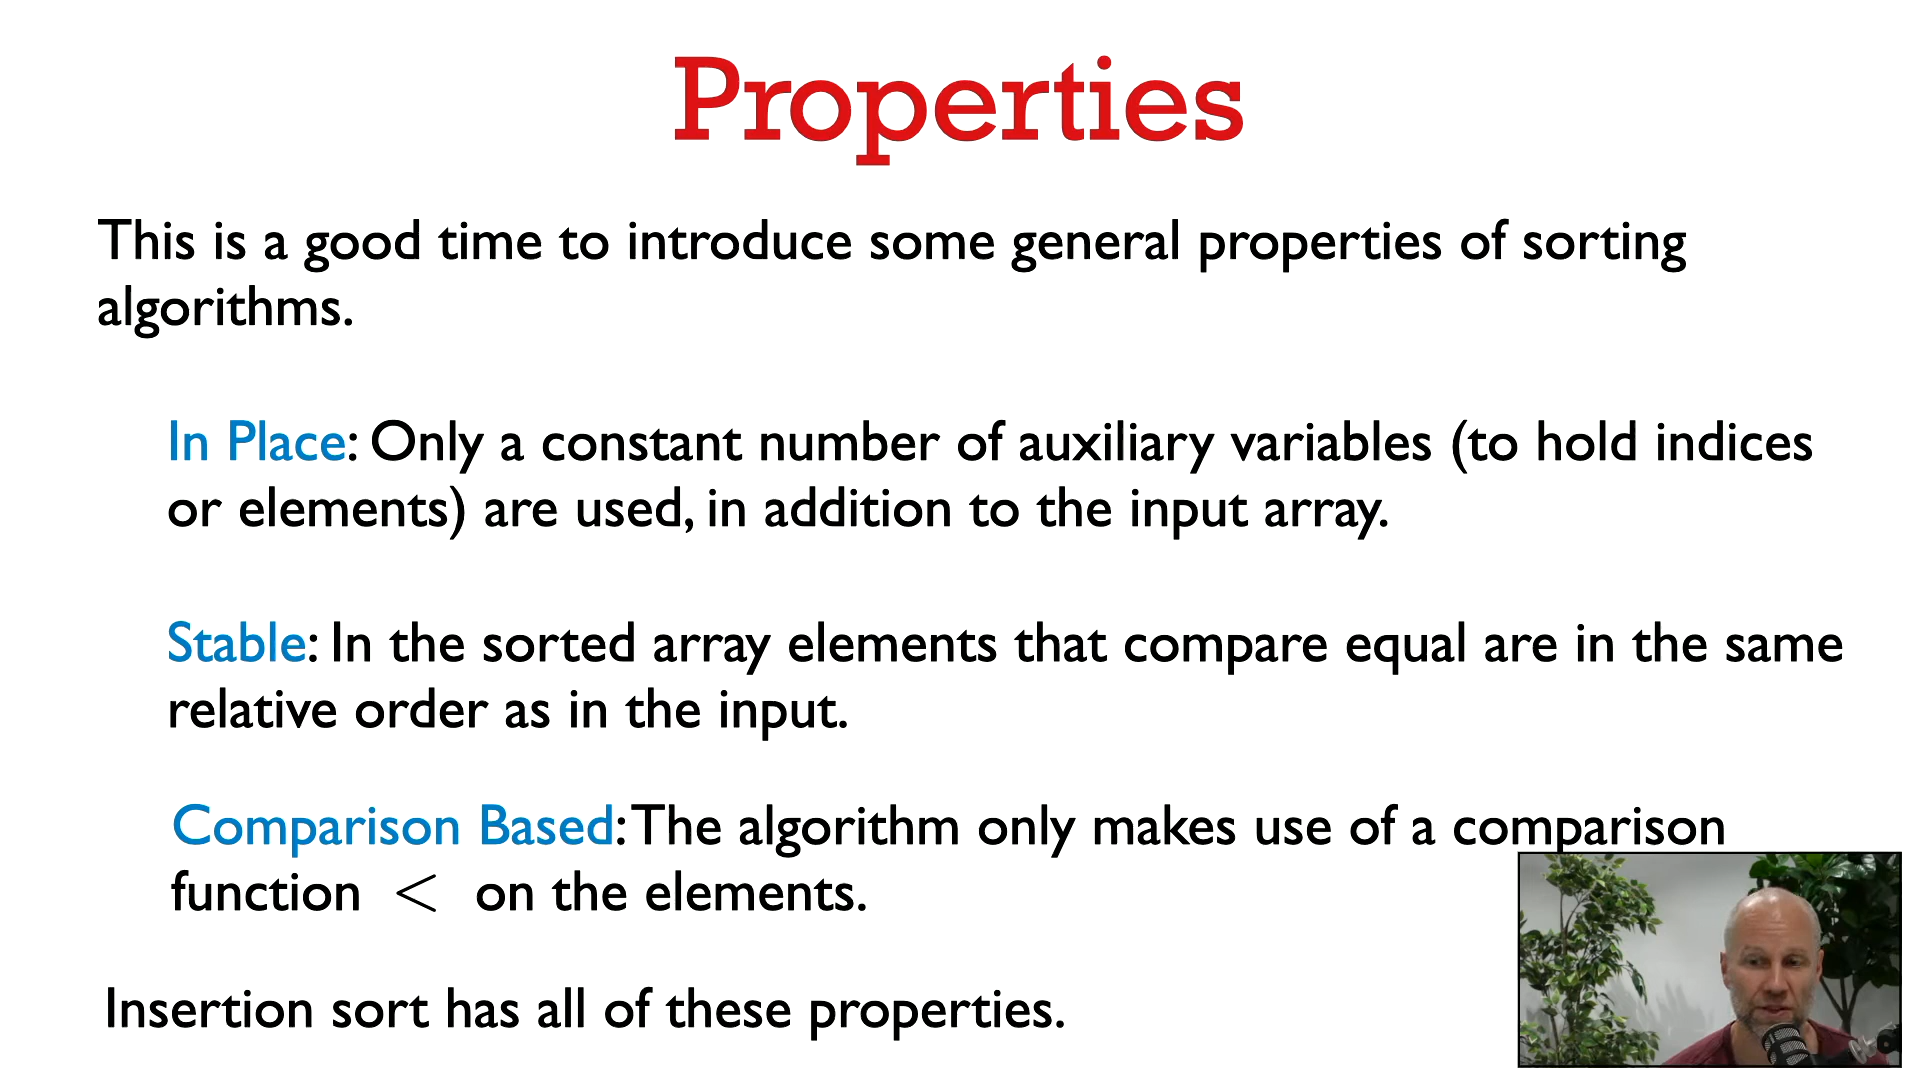 Properties
This is a good time to introduce some general properties of sorting
algorithms.
In Place: Only a constant number of auxiliary variables (to hold indices
or elements) are used, in addition to the input array.
Stable: In the sorted array elements that compare equal are in the same
relative order as in the input.
Comparison Based: The algorithm only makes use of a comparison
function < on the elements.
Insertion sort has all of these properties.